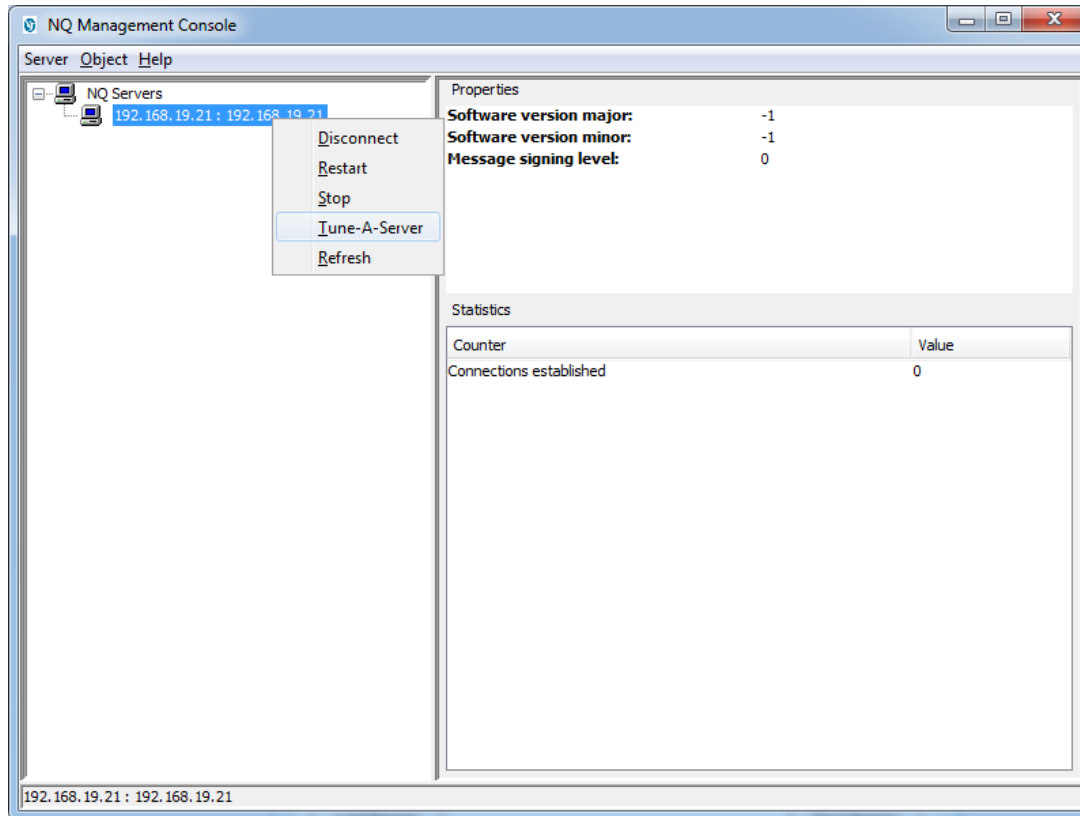 NQ Management Console
Server Object Help
NQ Servers
192.168.19.21 : 192.168.19.21
Disconnect
Restart
Stop
Tune-A-Server
Refresh
Properties
Software version major: -1
Software version minor: -1
Message signing level: 0
Statistics
Counter Value
Connections established 0
192.168.19.21 : 192.168.19.21